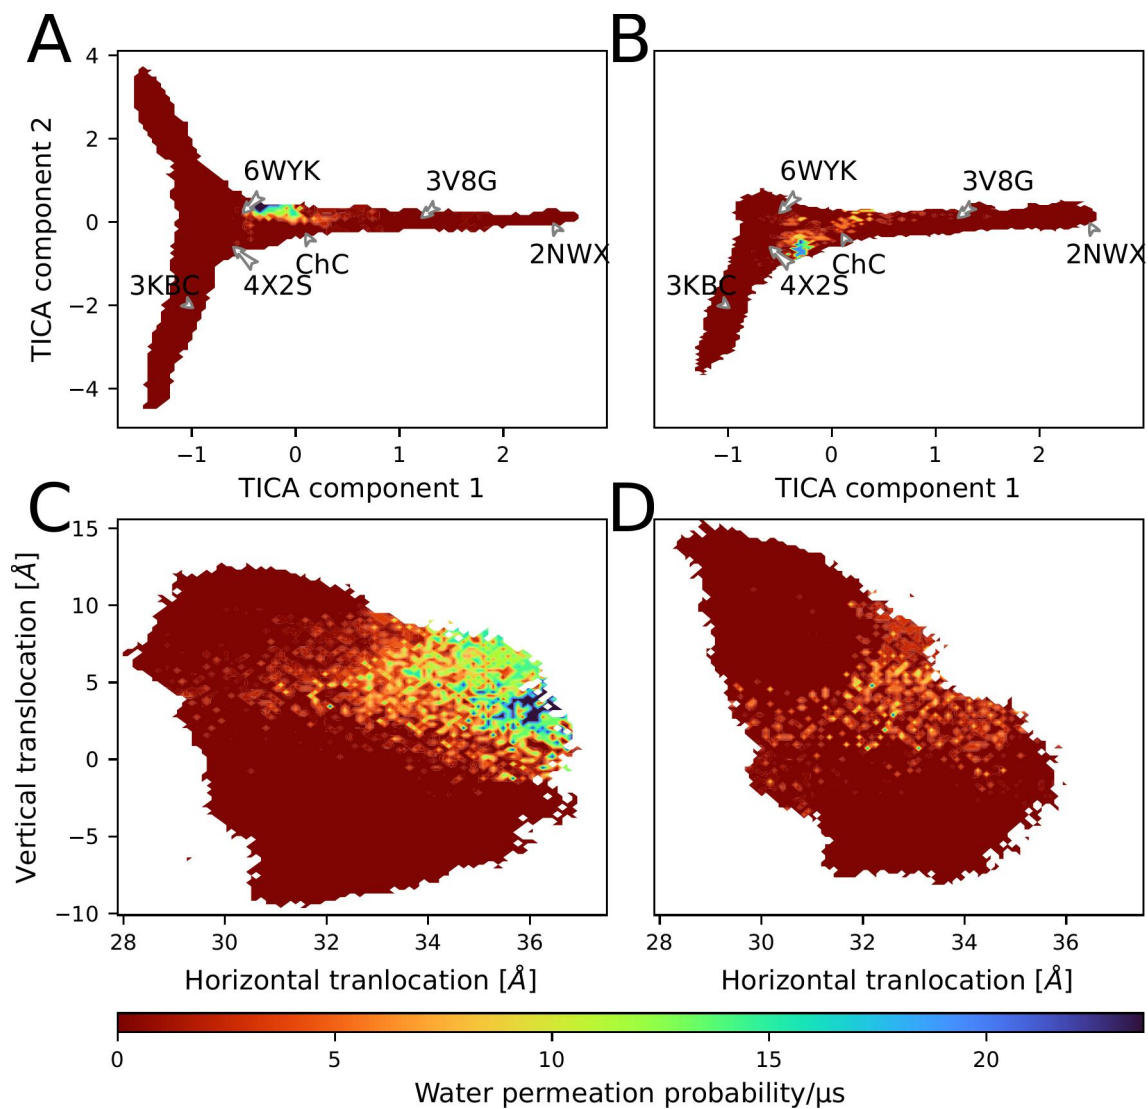 A
B
4
2
0
−2
−4
TICA component 2
6WYK
3V8G
ChC
2NWX
3KBC
4X2S
6WYK
3V8G
ChC
2NWX
3KBC
4X2S
−1
0
1
2
−1
0
1
2
TICA component 1
TICA component 1
C
D
15
10
5
0
−5
−10
Vertical translocation [Å]
28
30
32
34
36
28
30
32
34
36
Horizontal tranlocation [Å]
Horizontal tranlocation [Å]
0
5
10
15
20
Water permeation probability/μs